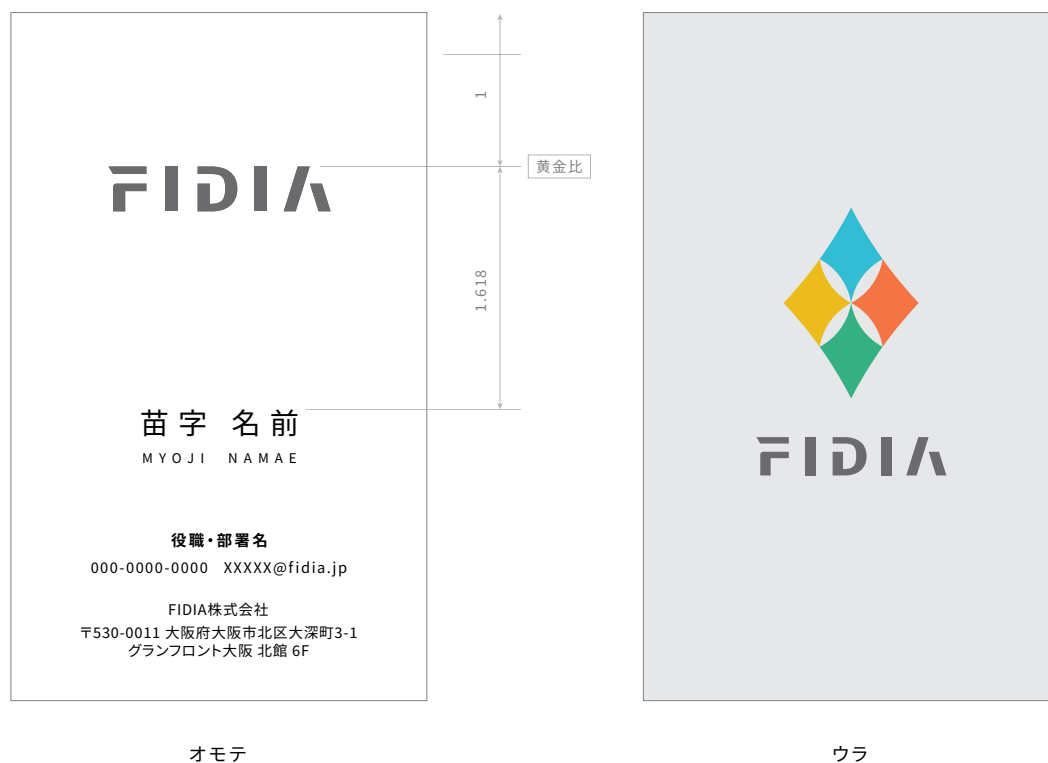 FIDIA
苗字 名前
MYOJI NAMAE
役職・部署名
000-0000-0000 XXXXX@fidia.jp
FIDIA株式会社
〒530-0011 大阪府大阪市北区大深町3-1
グランフロント大阪 北館 6F
オモテ
1
黄金比
1.618
FIDIA
ウラ